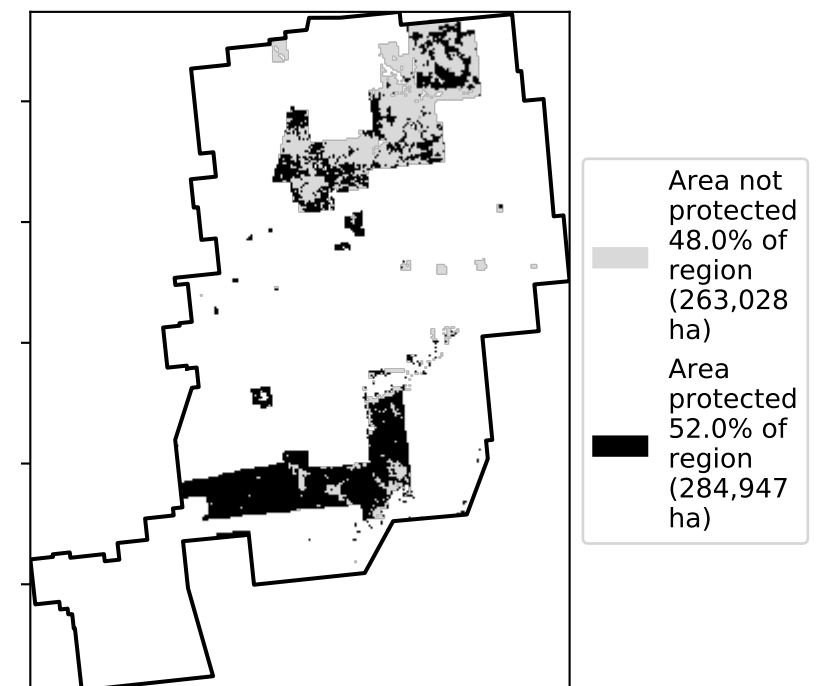 Area not
protected
48.0% of
region
(263,028
ha)
Area
protected
52.0% of
region
(284,947
ha)